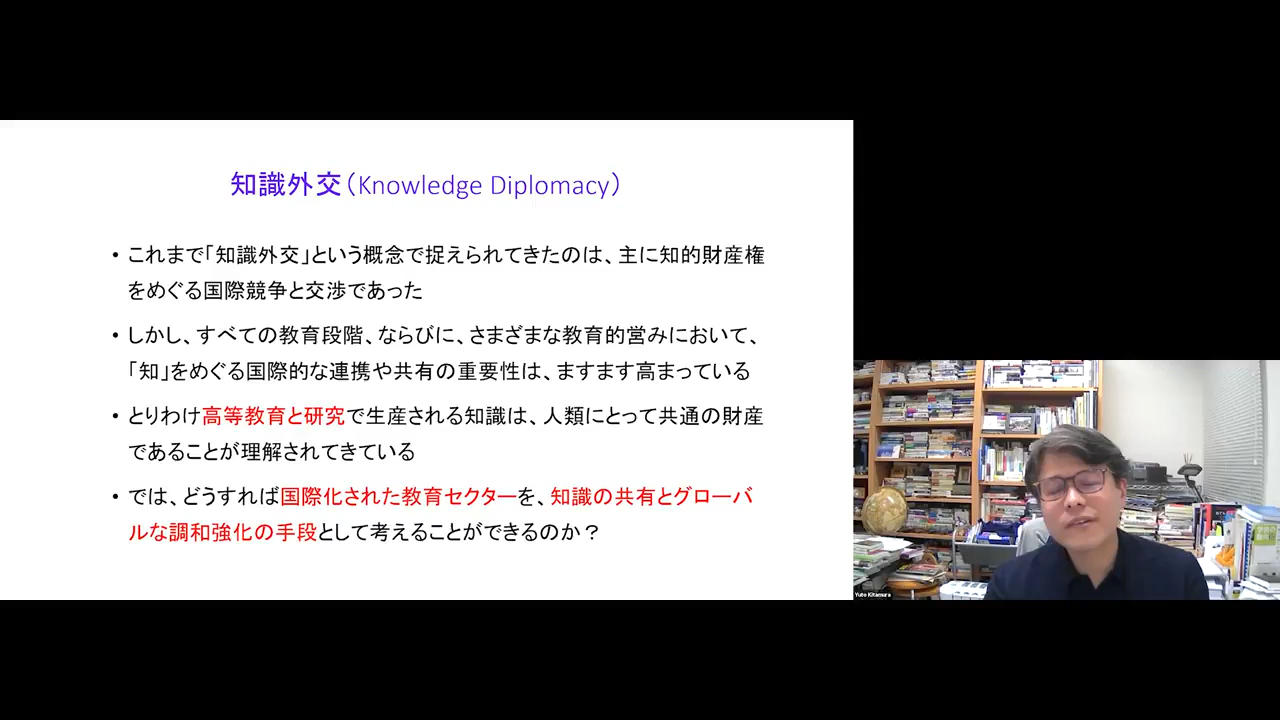 知識外交（Knowledge Diplomacy）
• これまで「知識外交」という概念で捉えられてきたのは、主に知的財産権
をめぐる国際競争と交渉であった
• しかし、すべての教育段階、ならびに、さまざまな教育的営みにおいて、
「知」をめぐる国際的な連携や共有の重要性は、ますます高まっている
• とりわけ高等教育と研究で生産される知識は、人類にとって共通の財産
であることが理解されてきている
• では、どうすれば国際化された教育セクターを、知識の共有とグローバ
ルな調和強化の手段として考えることができるのか？
Yuto Kitamura